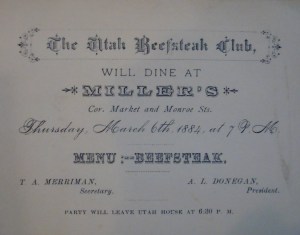 The Utah Beefsteak Club,
WILL DINE AT
MILLER'S
Cor. Market and Monroe Sts.
Thursday, March 6th, 1884, at 7 P.M.
MENU:--BEEFSTEAK.
T. A. MERRIMAN, A. L. DONEGAN,
Secretary. President.
PARTY WILL LEAVE UTAH HOUSE AT 6:30 P. M.